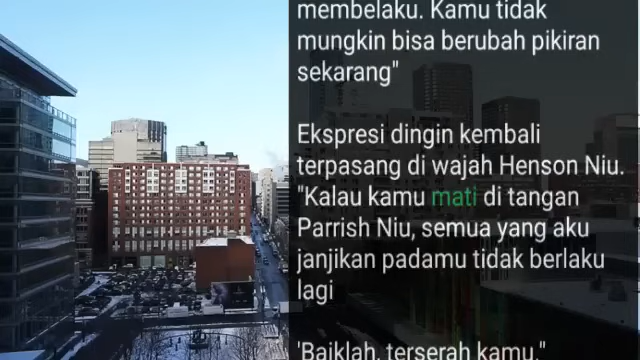 membelaku. Kamu tidak
mungkin bisa berubah pikiran
sekarang"
Ekspresi dingin kembali
terpasang di wajah Henson Niu.
"Kalau kamu mati di tangan
Parrish Niu, semua yang aku
janjikan padamu tidak berlaku
lagi
'Baiklah, terserah kamu."